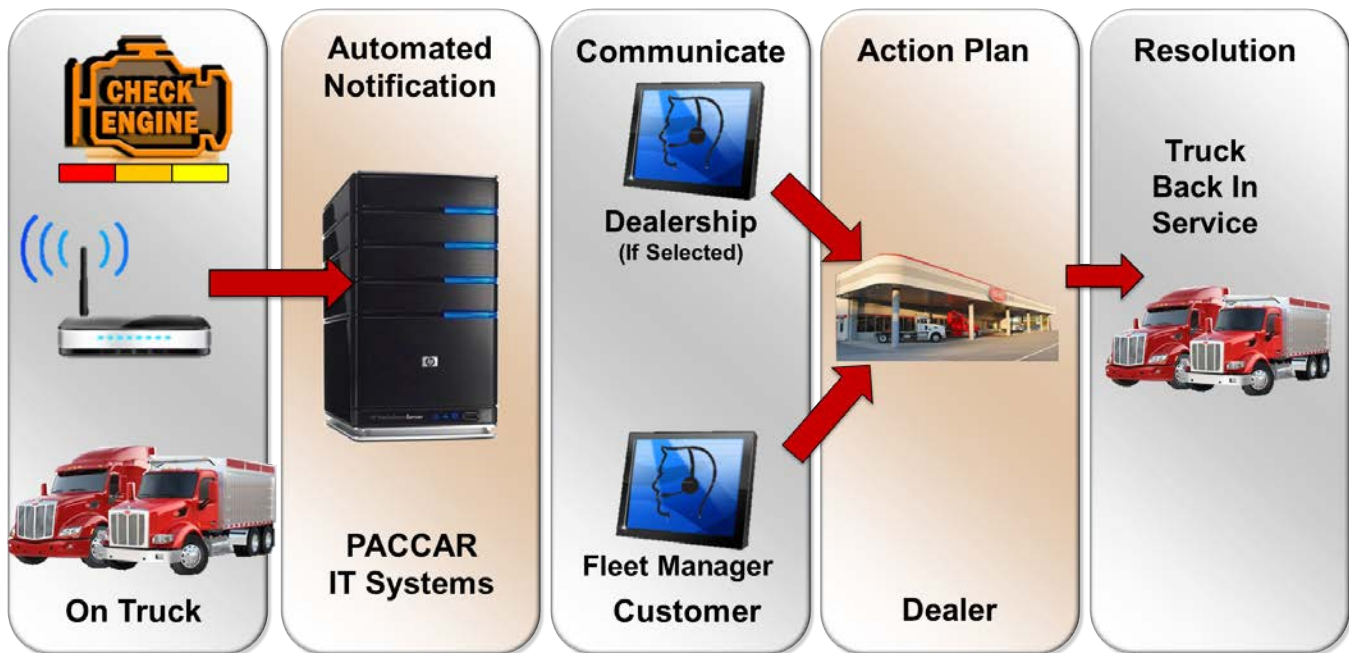 CHECK
ENGINE
On Truck
Automated
Notification
hp
PACCAR
IT Systems
Communicate
Dealership
(If Selected)
Fleet Manager
Customer
Action Plan
Dealer
Resolution
Truck
Back In
Service